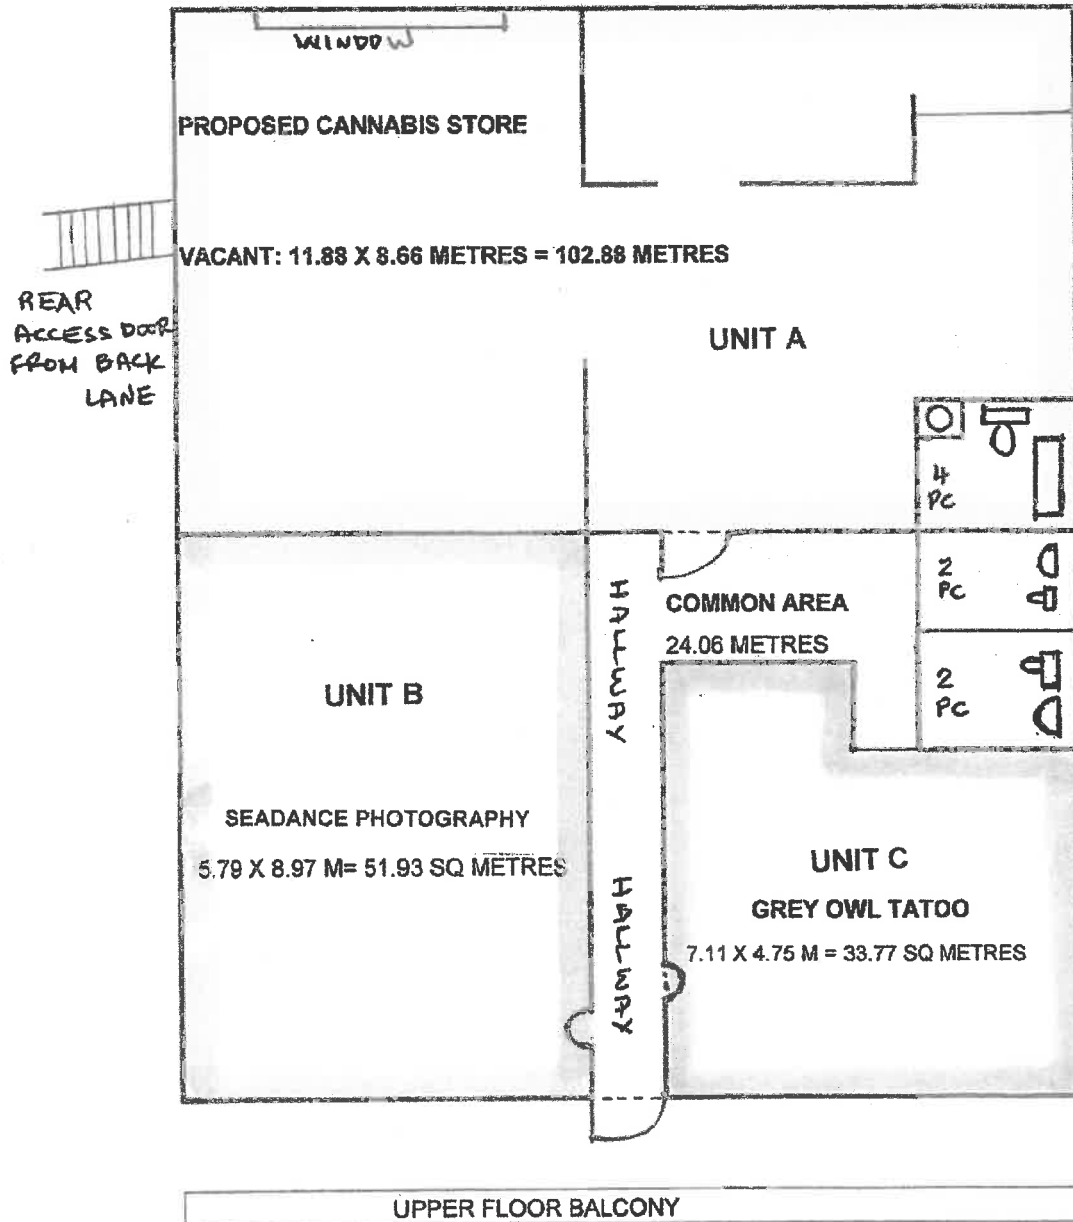 WINDOW
PROPOSED CANNABIS STORE
VACANT: 11.88 X 8.66 METRES = 102.88 METRES
REAR
ACCESS DOOR
FROM BACK
LANE
UNIT A
4
PC
2
PC
2
PC
HALLWAY
COMMON AREA
24.06 METRES
UNIT B
SEADANCE PHOTOGRAPHY
5.79 X 8.97 M= 51.93 SQ METRES
HALLWAY
UNIT C
GREY OWL TATOO
7.11 X 4.75 M = 33.77 SQ METRES
UPPER FLOOR BALCONY